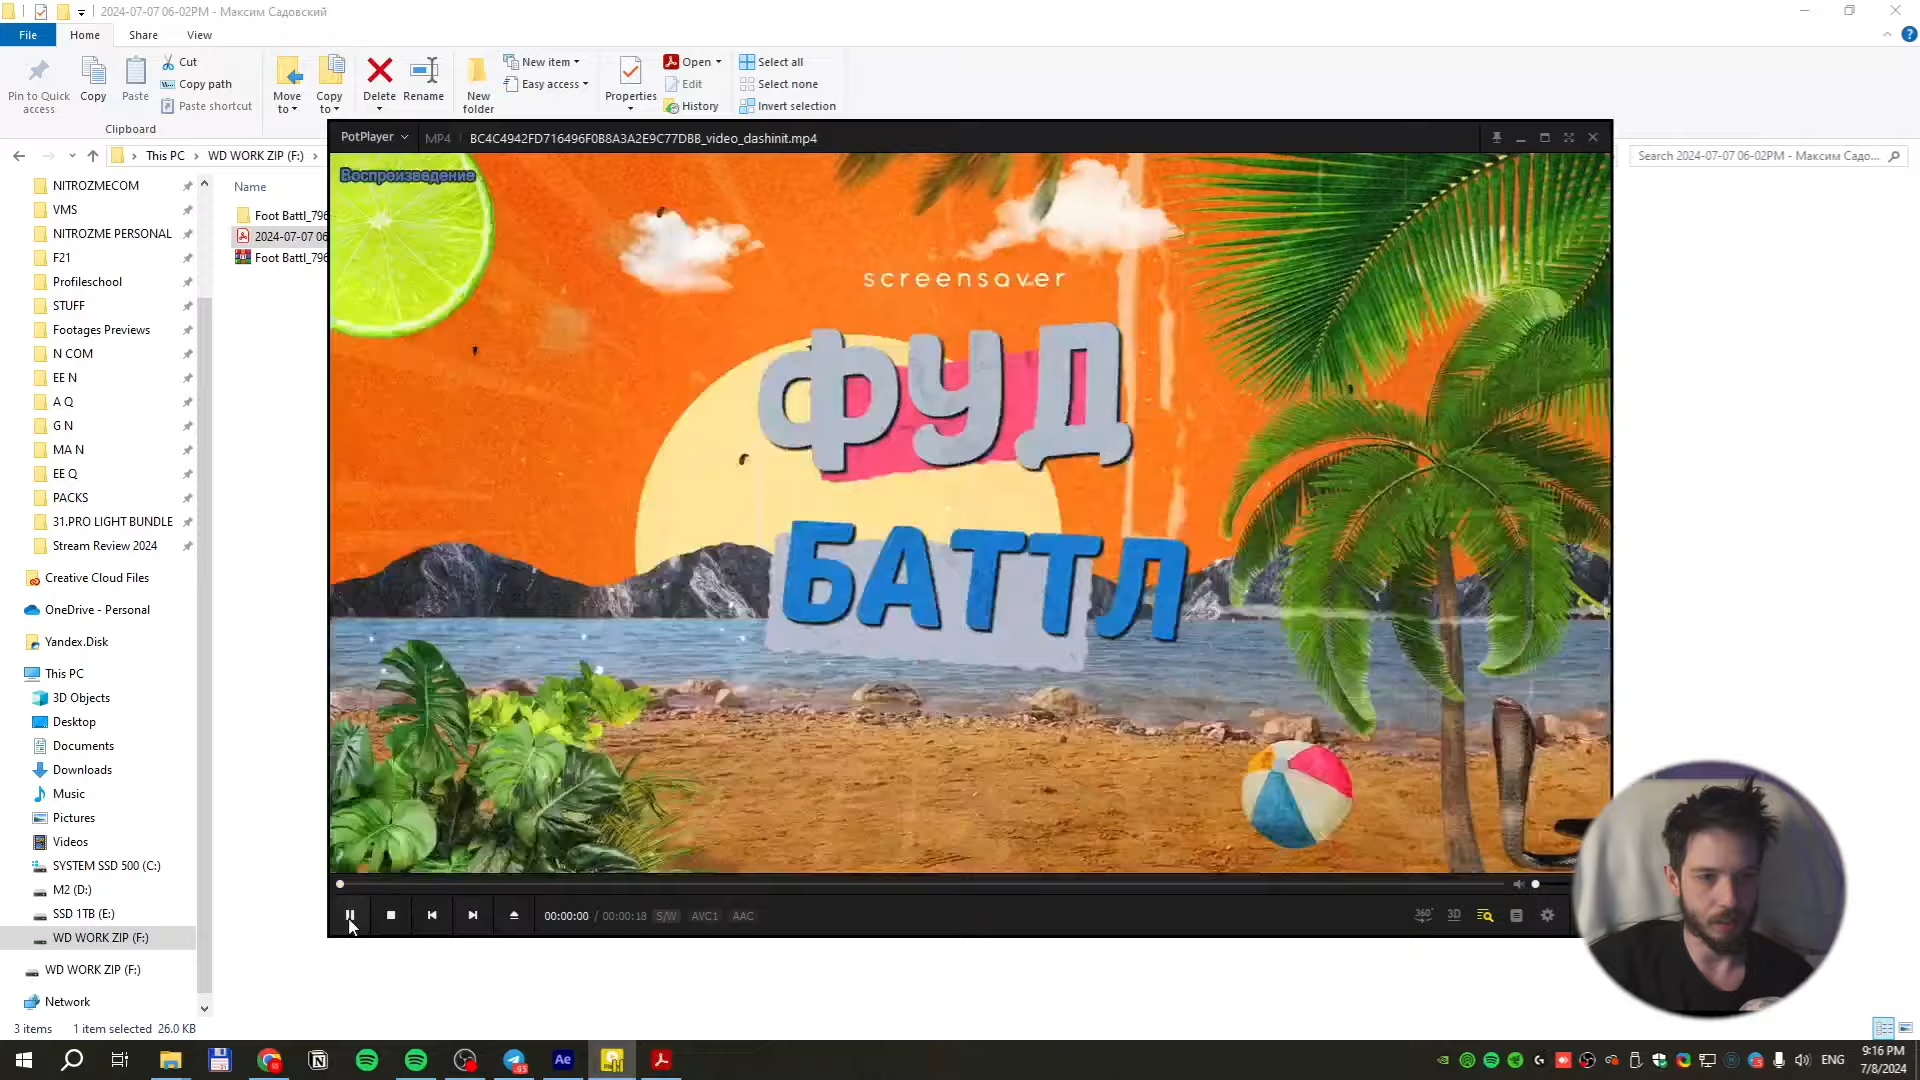 2024-07-07 06-02PM - Максим Садовский
File
Home
Share
View
Pin to Quick access
Copy
Paste
Cut
Copy path
Paste shortcut
Clipboard
Move to
Copy to
Delete
Rename
New folder
New item
Easy access
Properties
Open
Edit
History
Select all
Select none
Invert selection
This PC
WD WORK ZIP (F:)
Search 2024-07-07 06-02PM - Максим Садо...
PotPlayer
MP4
BC4C4942FD716496F0B8A3A2E9C77DBB_video_dashinit.mp4
Воспроизведение
screensaver
ФУД
БАТТЛ
Name
Foot Battl_796
2024-07-07 06
Foot Battl_796
NITROZMECOM
VMS
NITROZME PERSONAL
F21
Profileschool
STUFF
Footages Previews
N COM
EE N
A Q
G N
MA N
EE Q
PACKS
31.PRO LIGHT BUNDLE
Stream Review 2024
Creative Cloud Files
OneDrive - Personal
Yandex.Disk
This PC
3D Objects
Desktop
Documents
Downloads
Music
Pictures
Videos
SYSTEM SSD 500 (C:)
M2 (D:)
SSD 1TB (E:)
WD WORK ZIP (F:)
WD WORK ZIP (F:)
Network
00:00:00 / 00:00:18 S/W AVC1 AAC
360° 3D
3 items 1 item selected 26.0 KB
Ae
ENG
9:16 PM
7/8/2024